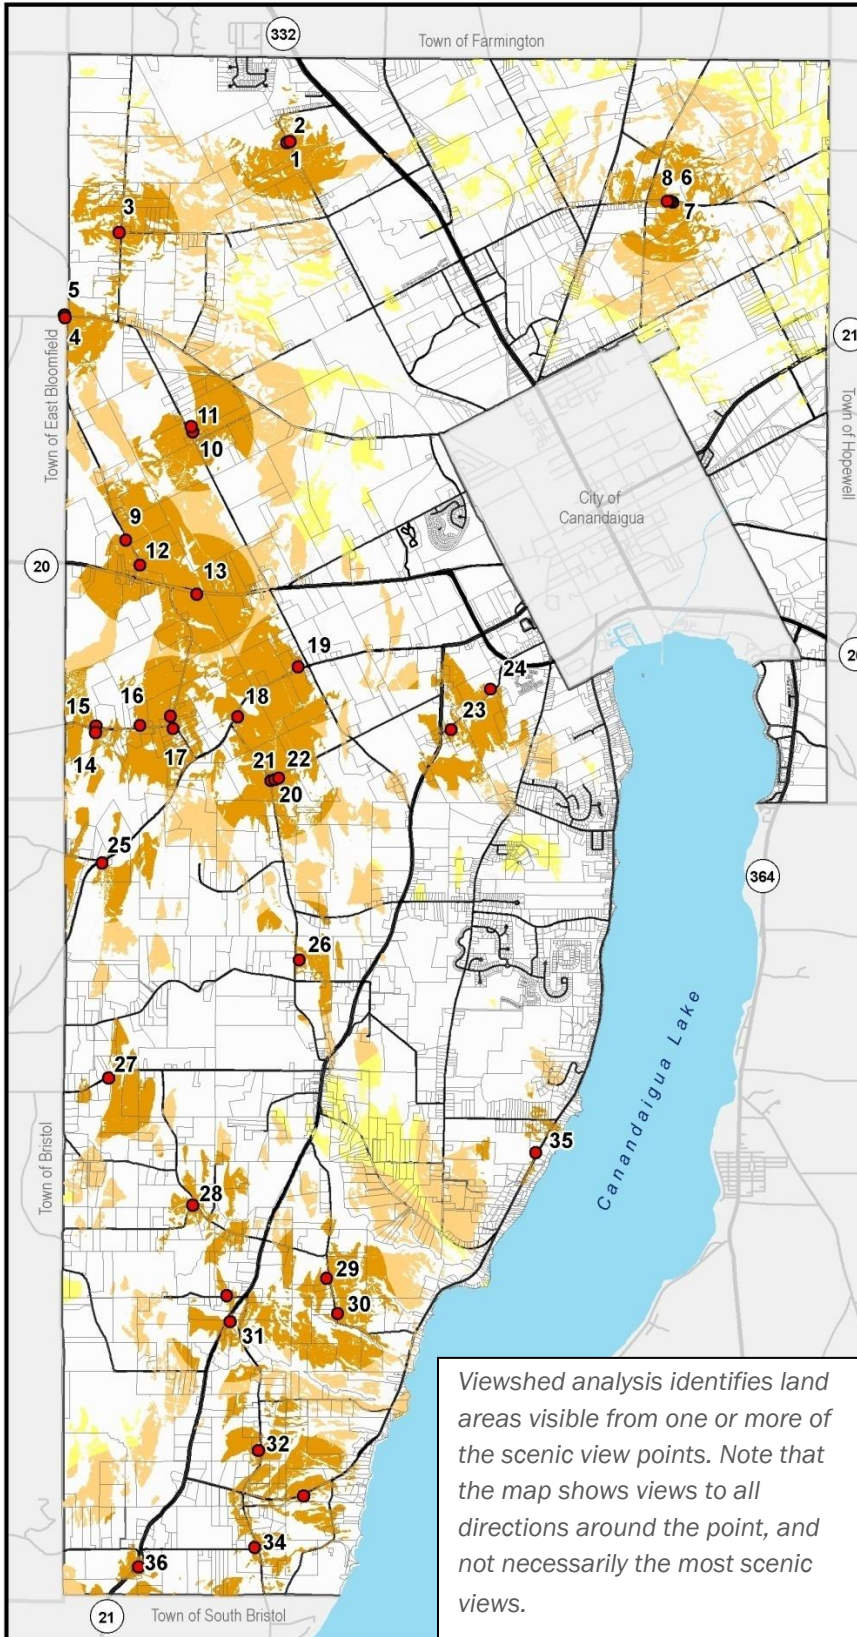 332
Town of Farmington
2
1
8 6
7
3
5
4
21
Town of East Bloomfield
Town of Hopewell
11
10
City of
Canandaigua
9
12
20
13
20
19
24
18
15
16
23
14
17
21
22
20
25
364
26
Canandaigua Lake
27
35
Town of Bristol
28
29
30
31
32
34
36
21
Town of South Bristol
Viewshed analysis identifies land
areas visible from one or more of
the scenic view points. Note that
the map shows views to all
directions around the point, and
not necessarily the most scenic
views.